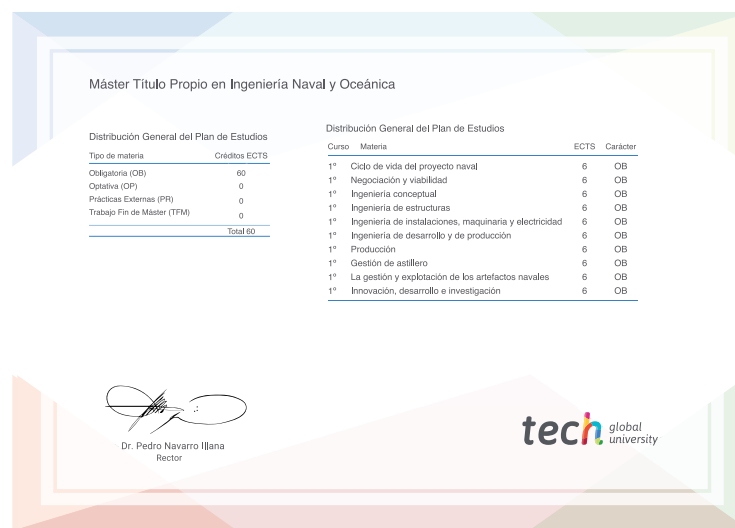 Máster Título Propio en Ingeniería Naval y Oceánica
Distribución General del Plan de Estudios
Tipo de materia Créditos ECTS
Obligatoria (OB) 60
Optativa (OP) 0
Prácticas Externas (PR) 0
Trabajo Fin de Máster (TFM) 0
Total 60
Distribución General del Plan de Estudios
Curso Materia ECTS Carácter
1º Ciclo de vida del proyecto naval 6 OB
1º Negociación y viabilidad 6 OB
1º Ingeniería conceptual 6 OB
1º Ingeniería de estructuras 6 OB
1º Ingeniería de instalaciones, maquinaria y electricidad 6 OB
1º Ingeniería de desarrollo y de producción 6 OB
1º Producción 6 OB
1º Gestión de astillero 6 OB
1º La gestión y explotación de los artefactos navales 6 OB
1º Innovación, desarrollo e investigación 6 OB
Dr. Pedro Navarro Illana
Rector
tech global
university